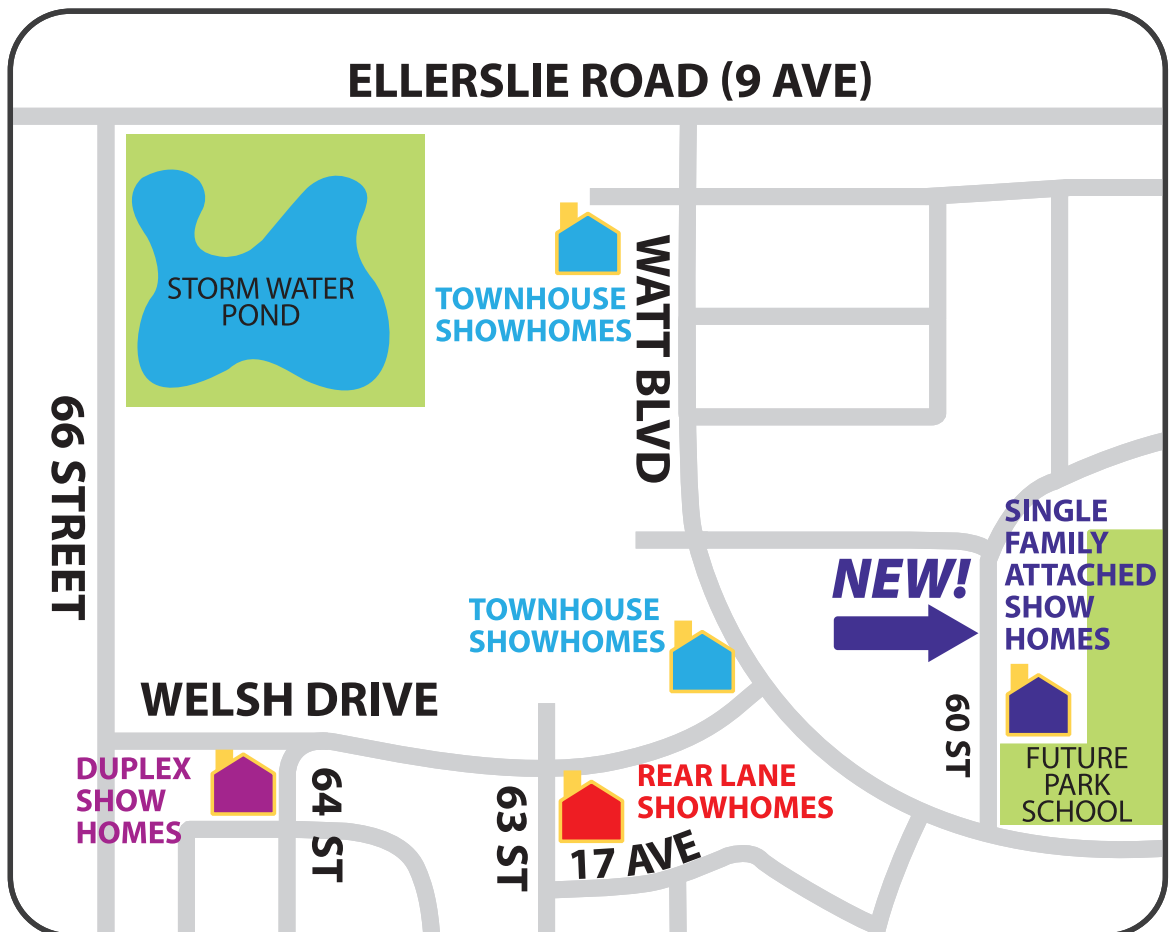 ELLERSLIE ROAD (9 AVE)
STORM WATER
POND
TOWNHOUSE
SHOWHOMES
WATT BLVD
66 STREET
SINGLE
FAMILY
ATTACHED
SHOW
HOMES
NEW!
TOWNHOUSE
SHOWHOMES
WELSH DRIVE
60 ST
DUPLEX
SHOW
HOMES
64 ST
63 ST
REAR LANE
SHOWHOMES
17 AVE
FUTURE
PARK
SCHOOL